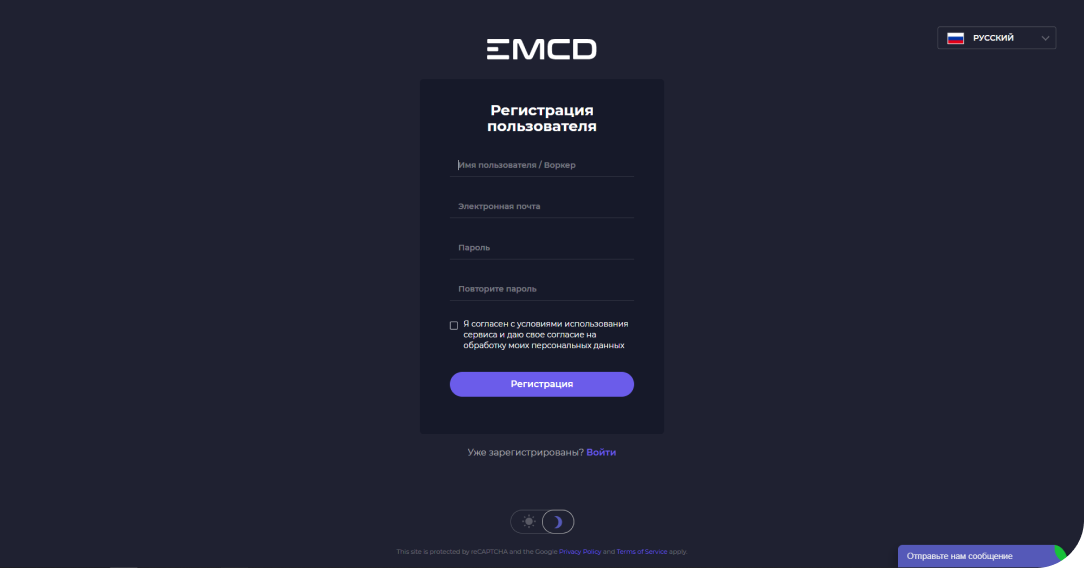 РУССКИЙ
EMCD
Регистрация
пользователя
Имя пользователя / Воркер
Электронная почта
Пароль
Повторите пароль
Я согласен с условиями использования
сервиса и даю свое согласие на
обработку моих персональных данных
Регистрация
Уже зарегистрированы? Войти
This site is protected by reCAPTCHA and the Google Privacy Policy and Terms of Service apply.
Отправьте нам сообщение